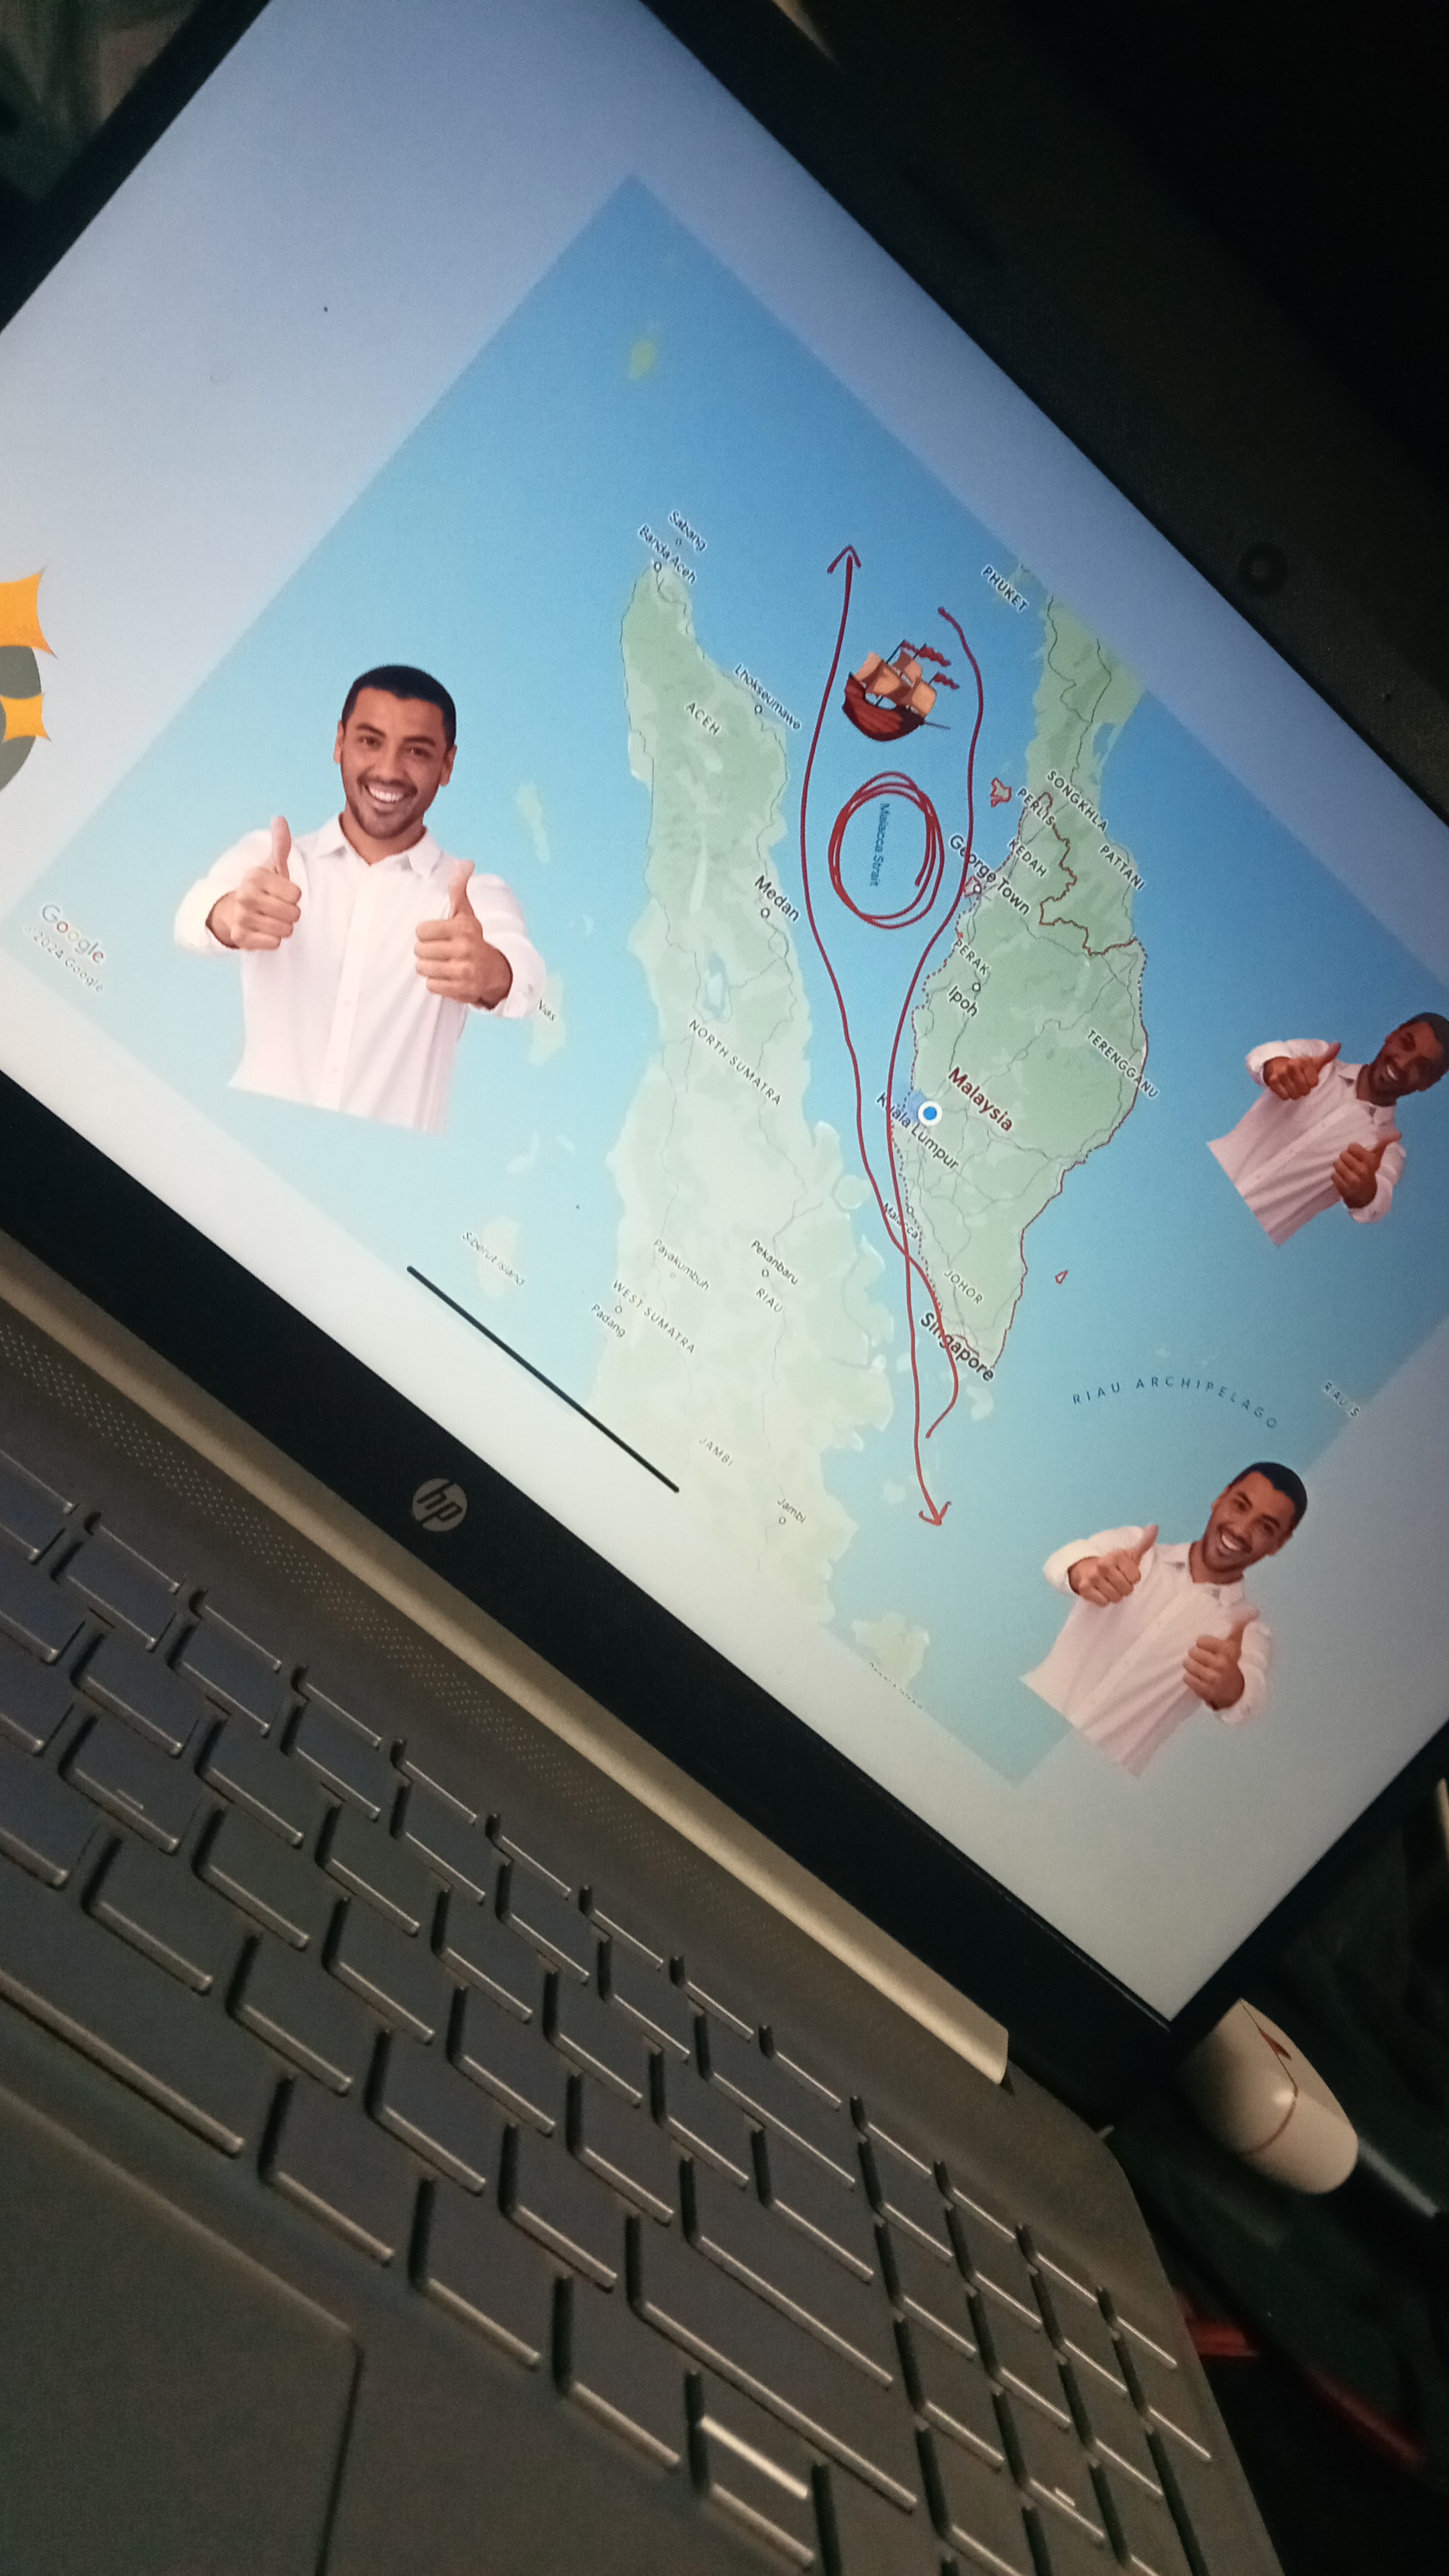 Sabang
Banda Aceh
PHUKET
Lhokseumawe
ACEH
SONGKHLA
PERLIS
PATTANI
KEDAH
Malacca Strait
George Town
Medan
PERAK
Ipoh
TERENGGANU
NORTH SUMATRA
Malaysia
Kuala Lumpur
Nias
Google
©2024 Google
Malacca
Pekanbaru
RIAU
Payakumbuh
JOHOR
Siberut Island
WEST SUMATRA
Padang
Singapore
RIAU ARCHIPELAGO
JAMBI
Jambi
hp